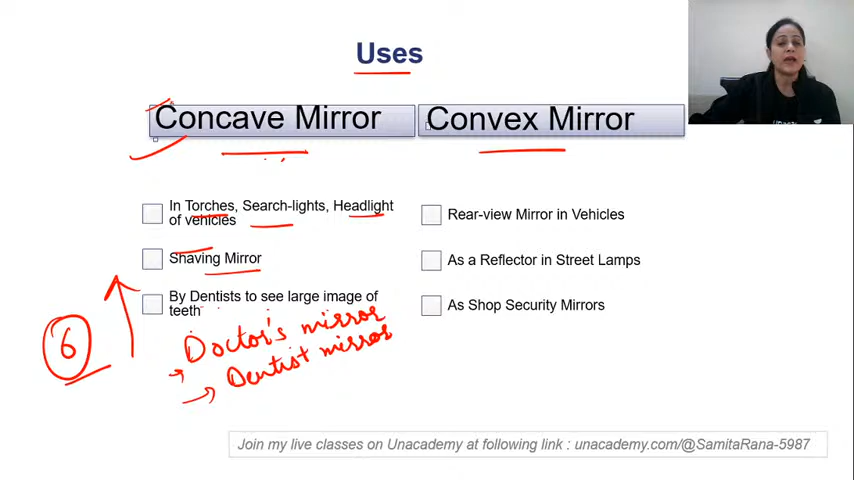 Uses
Concave Mirror
Convex Mirror
In Torches, Search-lights, Headlight
of vehicles
Shaving Mirror
By Dentists to see large image of
teeth
Doctor's mirror
Dentist mirror
6
Rear-view Mirror in Vehicles
As a Reflector in Street Lamps
As Shop Security Mirrors
Join my live classes on Unacademy at following link : unacademy.com/@SamitaRana-5987